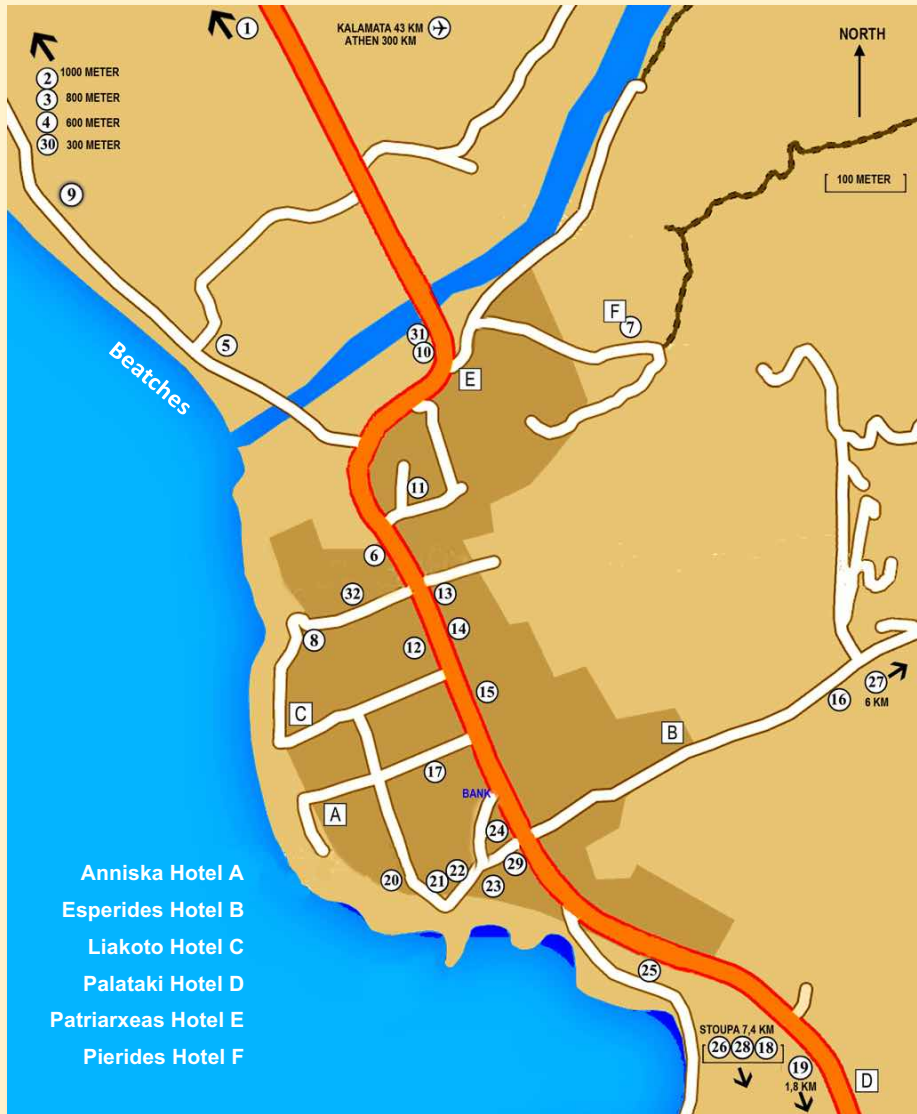 1
KALAMATA 43 KM
ATHEN 300 KM
NORTH
2 1000 METER
3 800 METER
4 600 METER
30 300 METER
100 METER
9
5
Beatches
31
10
F
7
E
11
6
32
13
8
14
12
C
15
16
27
6 KM
B
17
BANK
A
24
29
20
21
22
23
Anniska Hotel A
Esperides Hotel B
Liakoto Hotel C
Palataki Hotel D
Patriarxeas Hotel E
Pierides Hotel F
25
STOUPA 7,4 KM
26 28 18
19
1,8 KM
D